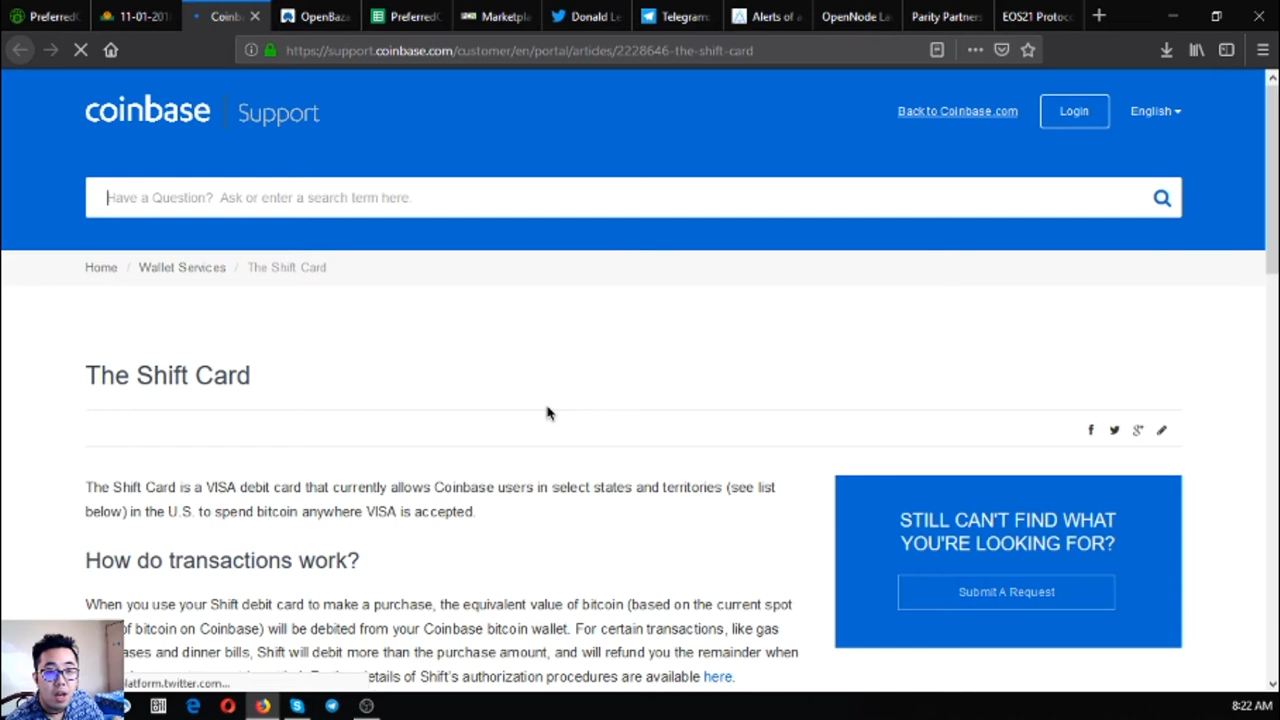 PreferredC
11-01-201
Coinb
OpenBaza
PreferredC
Marketpla
Donald Le
Telegram
Alerts of a
OpenNode La
Parity Partners
EOS21 Protoco
https://support.coinbase.com/customer/en/portal/articles/2228646-the-shift-card
coinbase | Support
Back to Coinbase.com
Login
English
Have a Question? Ask or enter a search term here.
Home / Wallet Services / The Shift Card
The Shift Card
The Shift Card is a VISA debit card that currently allows Coinbase users in select states and territories (see list
below) in the U.S. to spend bitcoin anywhere VISA is accepted.
STILL CAN'T FIND WHAT
YOU'RE LOOKING FOR?
Submit A Request
How do transactions work?
When you use your Shift debit card to make a purchase, the equivalent value of bitcoin (based on the current spot
of bitcoin on Coinbase) will be debited from your Coinbase bitcoin wallet. For certain transactions, like gas
ases and dinner bills, Shift will debit more than the purchase amount, and will refund you the remainder when
etails of Shift's authorization procedures are available here.
latform.twitter.com...
8:22 AM